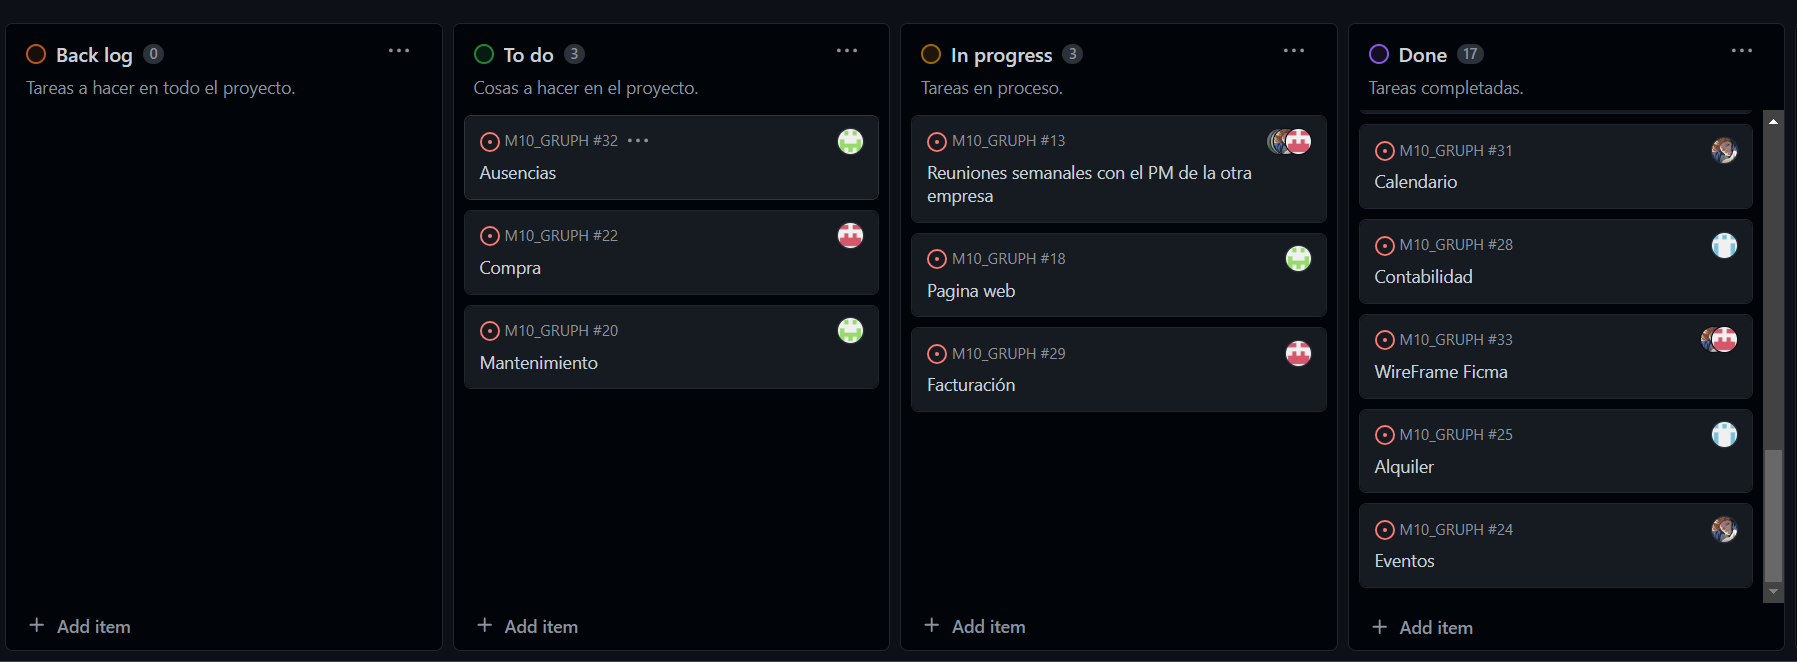 Back log 0
Tareas a hacer en todo el proyecto.
Add item
To do 3
Cosas a hacer en el proyecto.
M10_GRUPH #32
Ausencias
M10_GRUPH #22
Compra
M10_GRUPH #20
Mantenimiento
Add item
In progress 3
Tareas en proceso.
M10_GRUPH #13
Reuniones semanales con el PM de la otra
empresa
M10_GRUPH #18
Pagina web
M10_GRUPH #29
Facturación
Add item
Done 17
Tareas completadas.
M10_GRUPH #31
Calendario
M10_GRUPH #28
Contabilidad
M10_GRUPH #33
WireFrame Ficma
M10_GRUPH #25
Alquiler
M10_GRUPH #24
Eventos
Add item